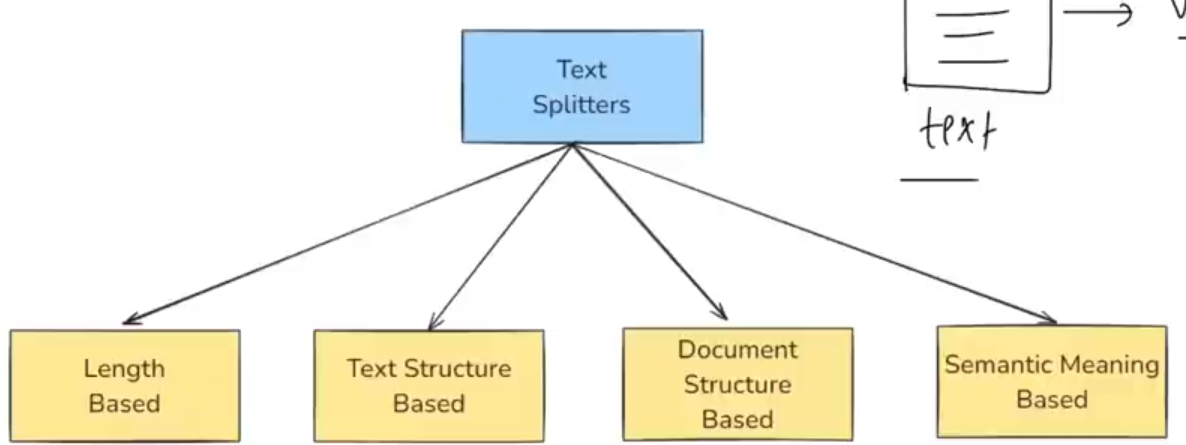 Text
Splitters
text
Length
Based
Text Structure
Based
Document
Structure
Based
Semantic Meaning
Based